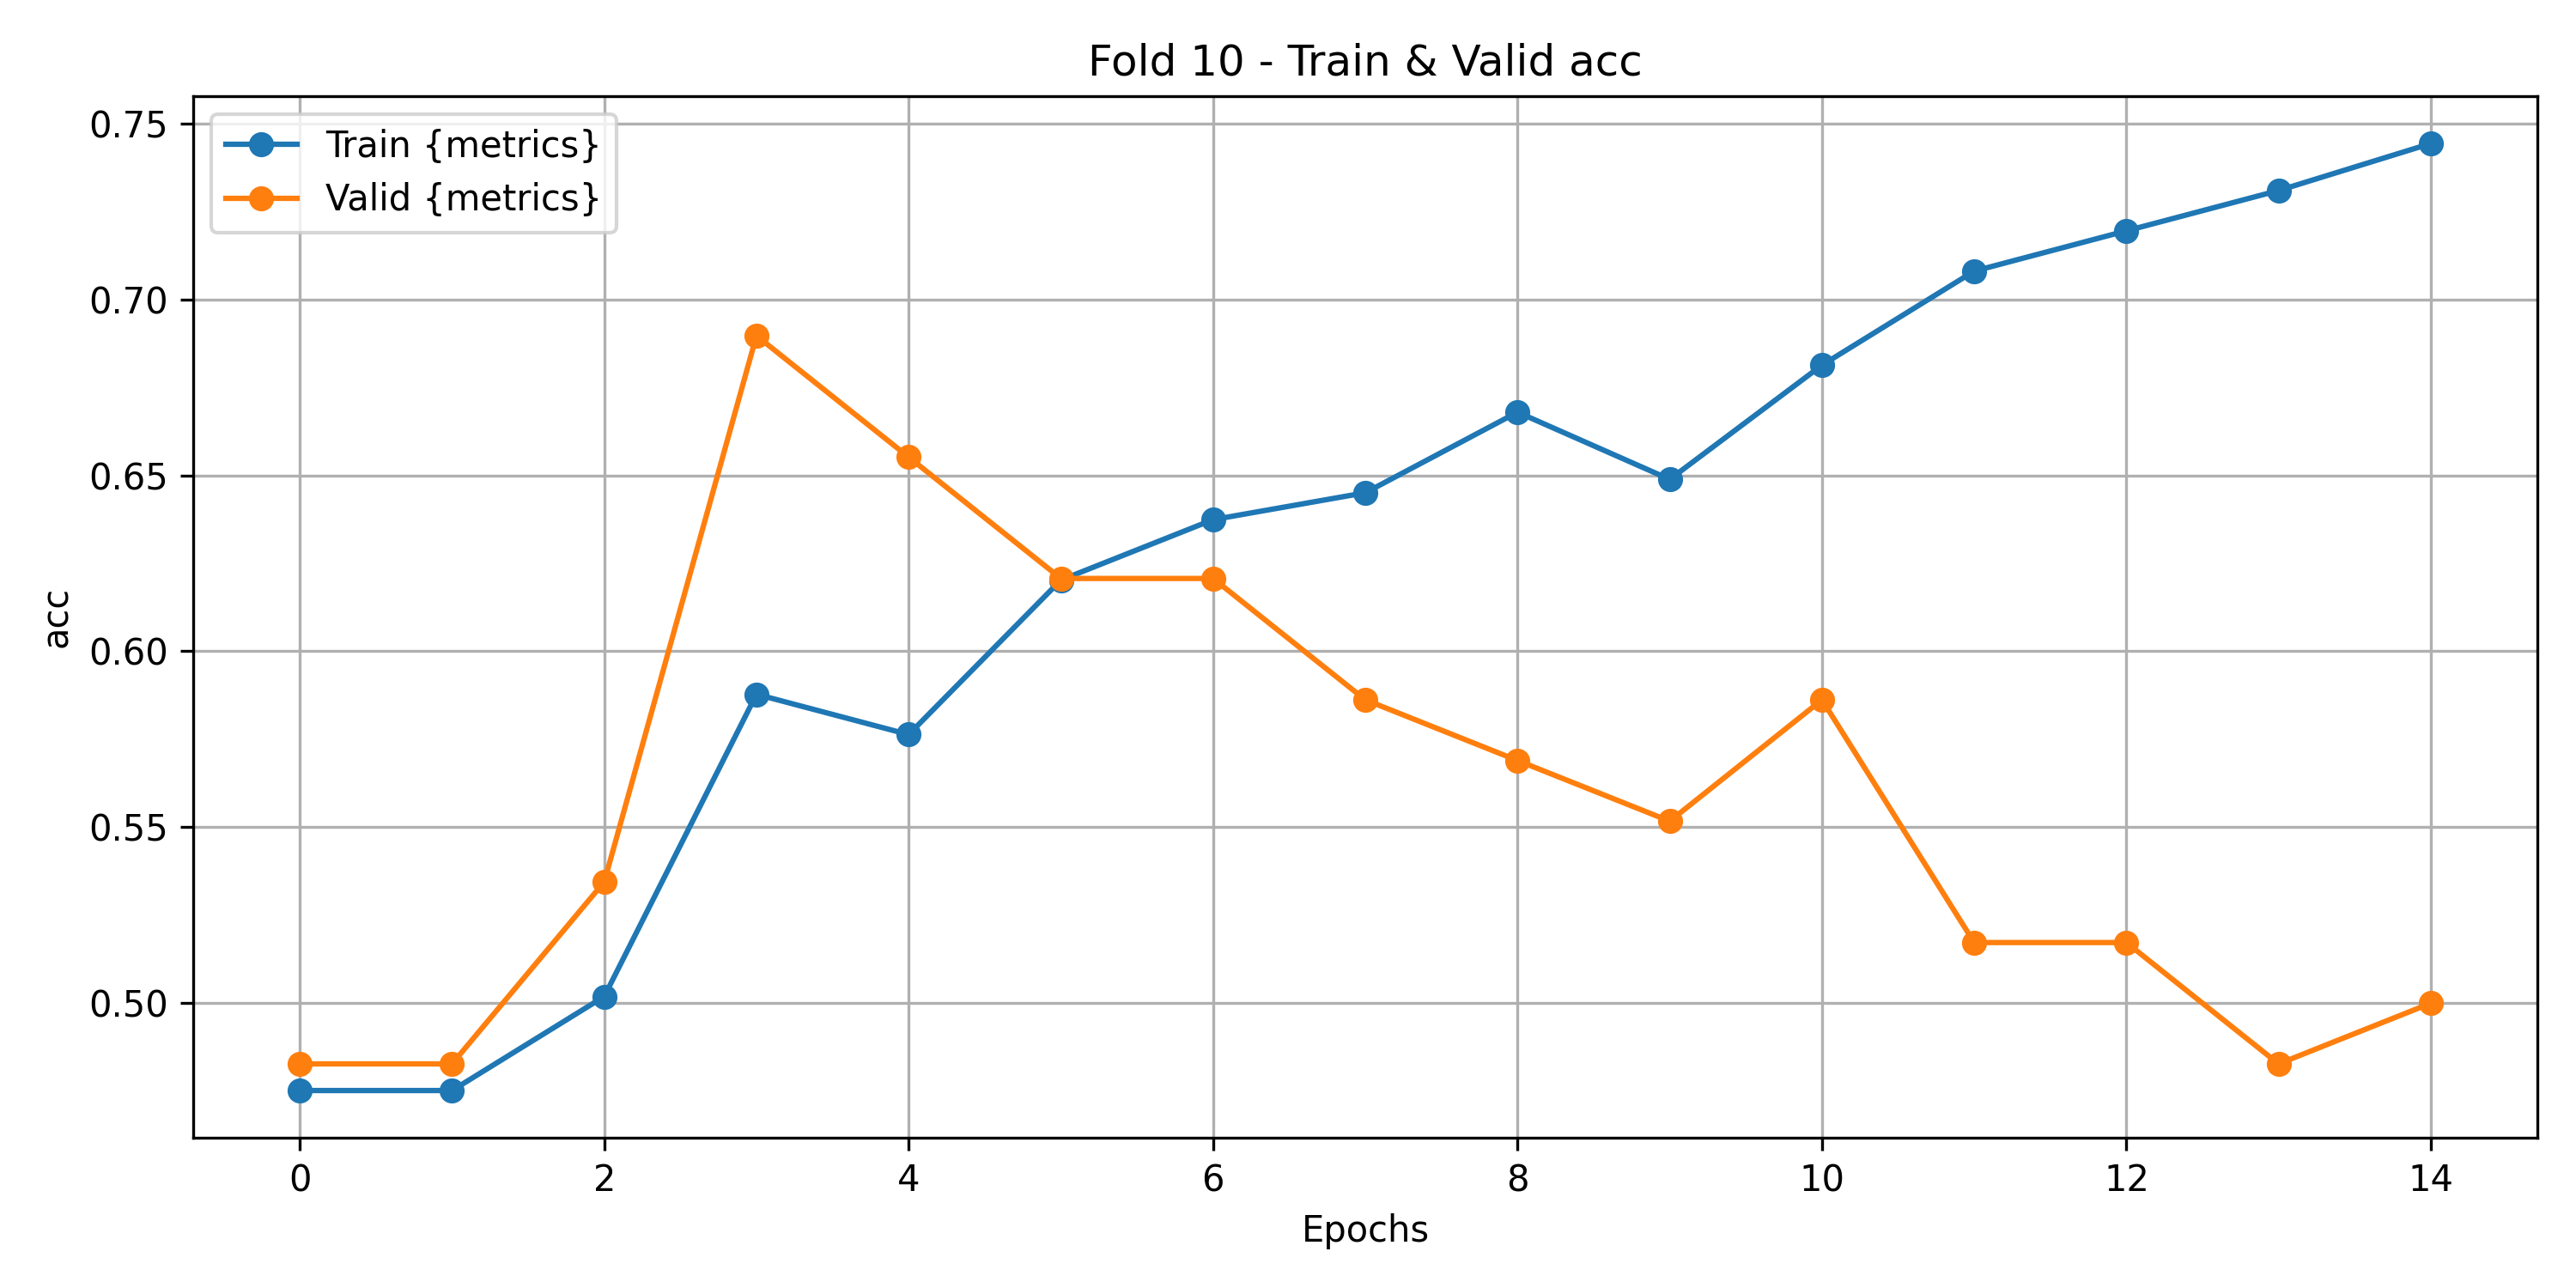 Fold 10 - Train & Valid acc
Train {metrics}
Valid {metrics}
acc
0.75
0.70
0.65
0.60
0.55
0.50
0 2 4 6 8 10 12 14
Epochs